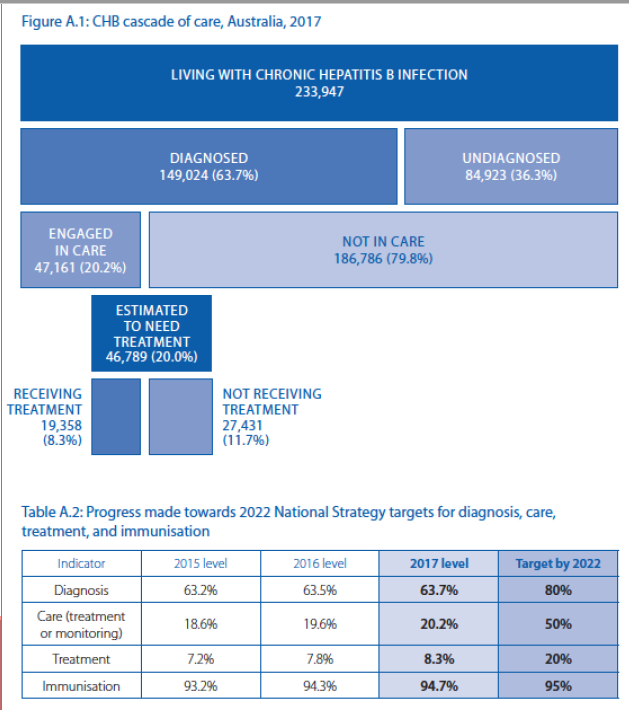 Figure A.1: CHB cascade of care, Australia, 2017
LIVING WITH CHRONIC HEPATITIS B INFECTION
233,947
DIAGNOSED
149,024 (63.7%)
UNDIAGNOSED
84,923 (36.3%)
ENGAGED
IN CARE
47,161 (20.2%)
NOT IN CARE
186,786 (79.8%)
ESTIMATED
TO NEED
TREATMENT
46,789 (20.0%)
RECEIVING
TREATMENT
19,358
(8.3%)
NOT RECEIVING
TREATMENT
27,431
(11.7%)
Table A.2: Progress made towards 2022 National Strategy targets for diagnosis, care,
treatment, and immunisation
Indicator 2015 level 2016 level 2017 level Target by 2022
Diagnosis 63.2% 63.5% 63.7% 80%
Care (treatment
or monitoring) 18.6% 19.6% 20.2% 50%
Treatment 7.2% 7.8% 8.3% 20%
Immunisation 93.2% 94.3% 94.7% 95%